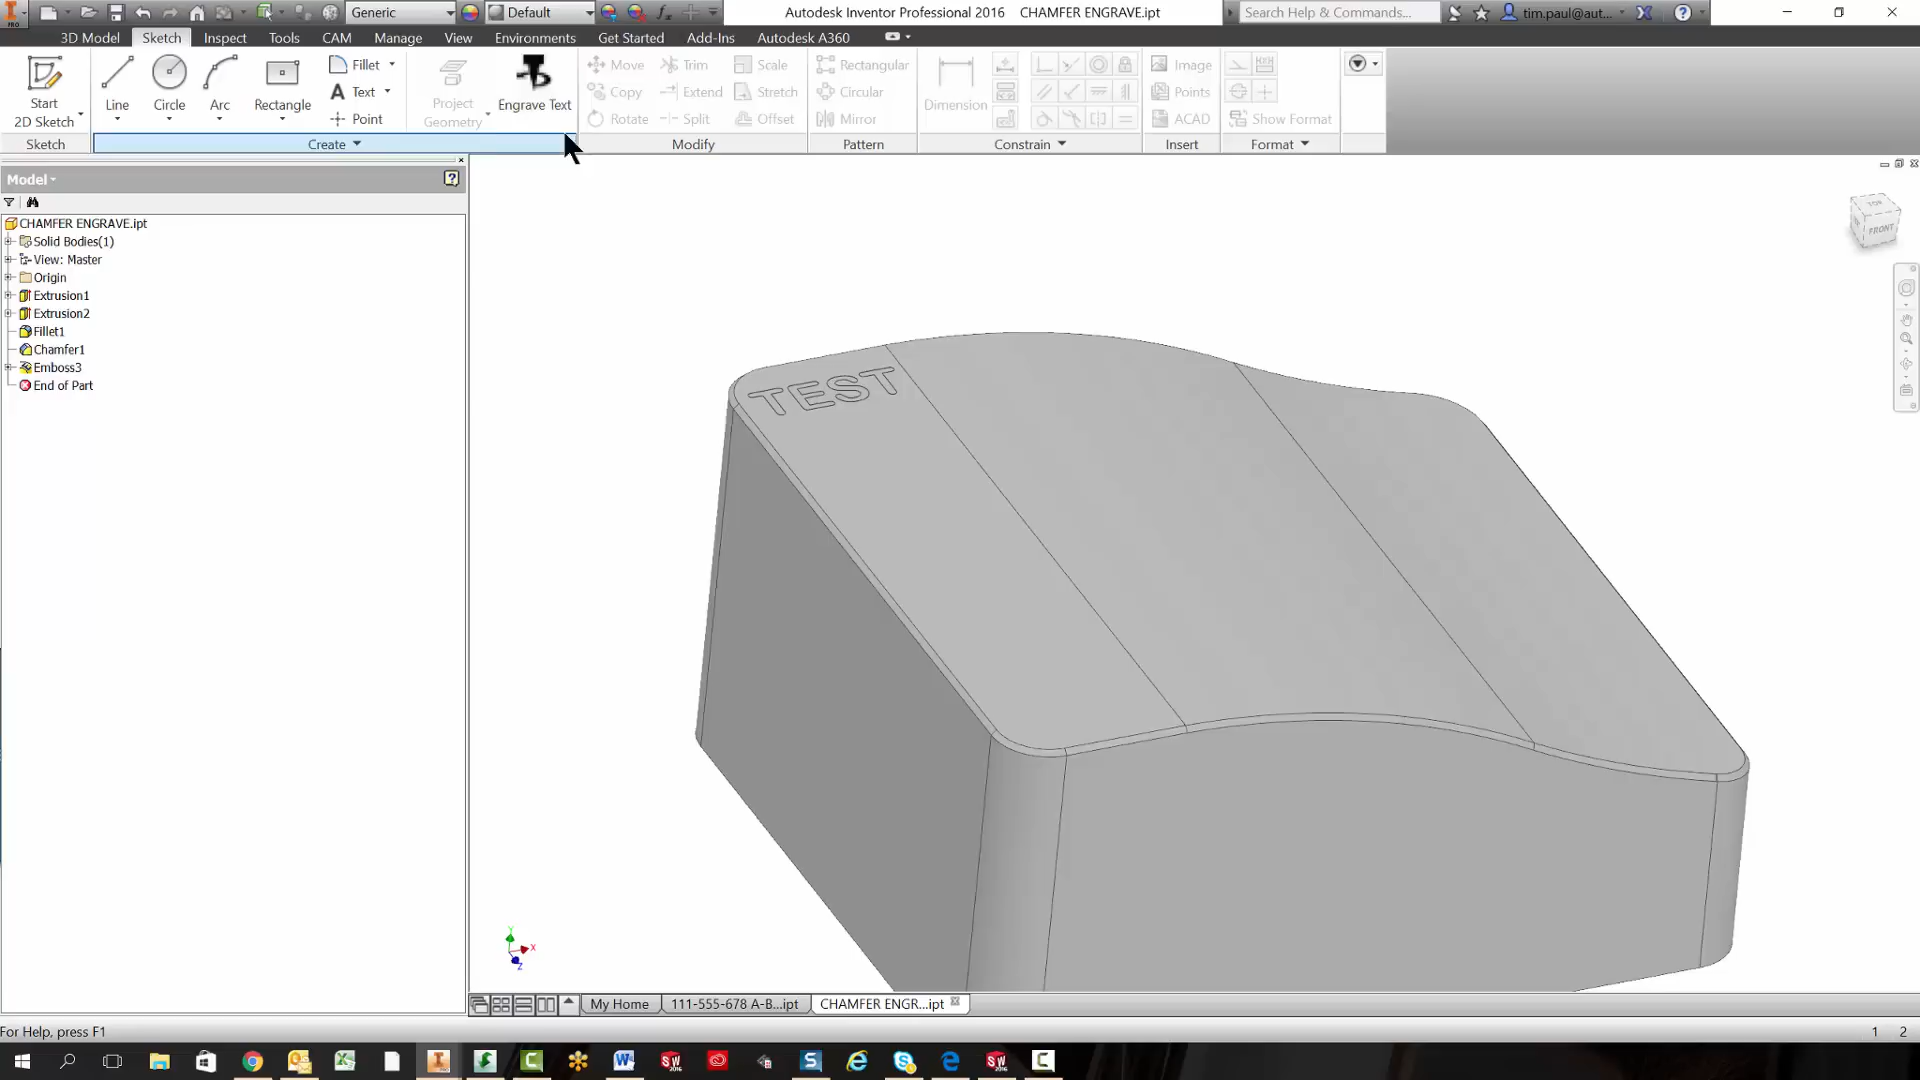 Generic
Default
Autodesk Inventor Professional 2016 CHAMFER ENGRAVE.ipt
Search Help & Commands...
tim.paul@aut...
PRO
3D Model
Sketch
Inspect
Tools
CAM
Manage
View
Environments
Get Started
Add-Ins
Autodesk A360
Start
2D Sketch
Line
Circle
Arc
Rectangle
Fillet
Text
Point
Project
Geometry
Engrave Text
Move
Copy
Rotate
Trim
Extend
Split
Scale
Stretch
Offset
Rectangular
Circular
Mirror
Dimension
Image
Points
ACAD
Show Format
Sketch
Create
Modify
Pattern
Constrain
Insert
Format
Model
CHAMFER ENGRAVE.ipt
Solid Bodies(1)
View: Master
Origin
Extrusion1
Extrusion2
Fillet1
Chamfer1
Emboss3
End of Part
TOP
FRONT
TEST
Y
X
Z
My Home
111-555-678 A-B...ipt
CHAMFER ENGR...ipt
For Help, press F1
1 2